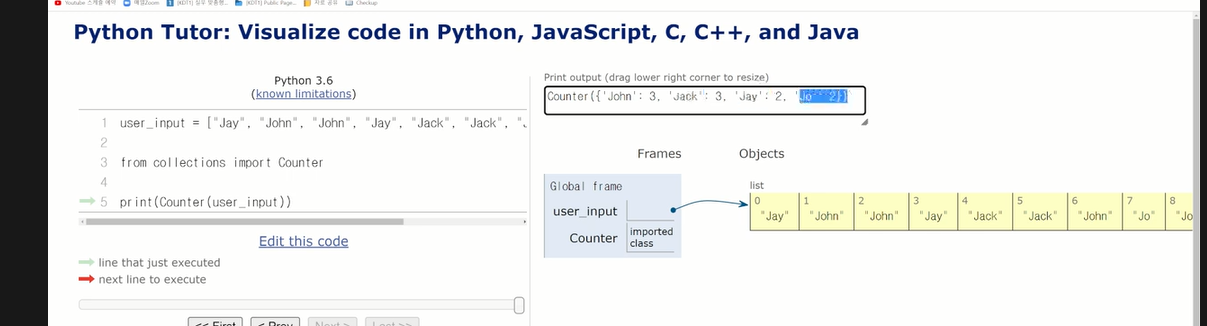 Youtube 스케줄 예약 매일Zoom [KDT1] 실무 맞춤형... [KDT1] Public Page... 자료 공유 Checkup
Python Tutor: Visualize code in Python, JavaScript, C, C++, and Java
Python 3.6
(known limitations)
1 user_input = ["Jay", "John", "John", "Jay", "Jack", "Jack", "J
2
3 from collections import Counter
4
5 print(Counter(user_input))
Edit this code
line that just executed
next line to execute
<< First < Prev Next > Last >>
Print output (drag lower right corner to resize)
Counter({'John': 3, 'Jack': 3, 'Jay': 2, 'Jo': 2})
Frames Objects
Global frame
user_input
Counter imported class
list
0 1 2 3 4 5 6 7 8
"Jay" "John" "John" "Jay" "Jack" "Jack" "John" "Jo" "Jo